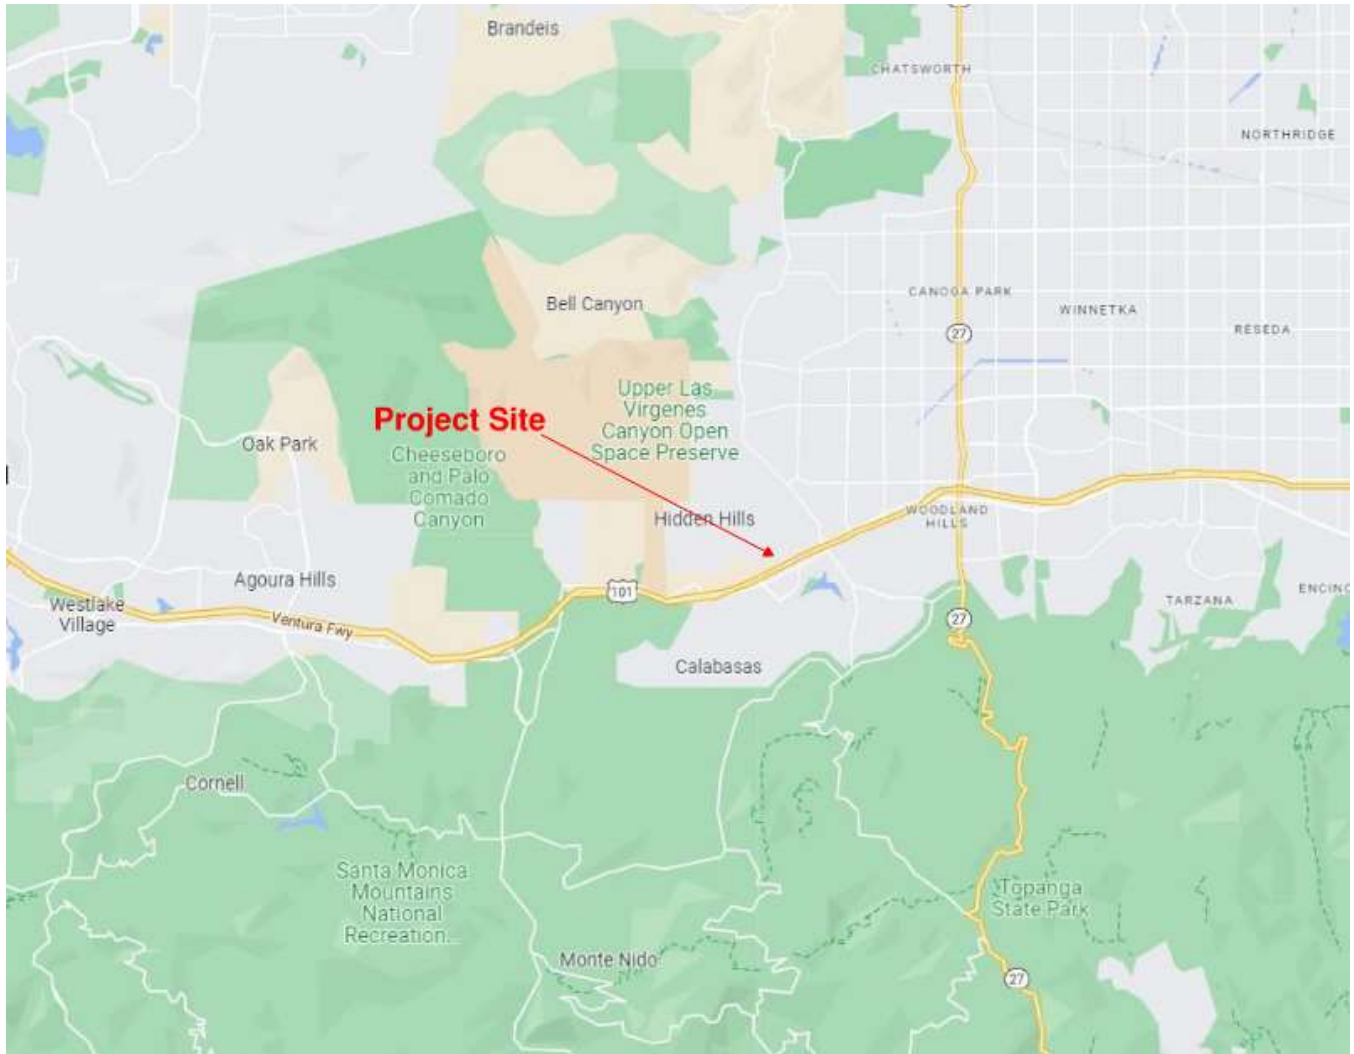 Brandeis
CHATSWORTH
NORTHRIDGE
Bell Canyon
CANOGA PARK
WINNETKA
RESEDA
27
Upper Las
Virgenes
Canyon Open
Space Preserve
Project Site
Oak Park
Cheeseboro
and Palo
Comado
Canyon
Hidden Hills
WOODLAND
HILLS
Agoura Hills
101
Westlake
Village
Ventura Fwy
TARZANA
ENCINO
27
Calabasas
Cornell
Santa Monica
Mountains
National
Recreation...
Topanga
State Park
Monte Nido
27